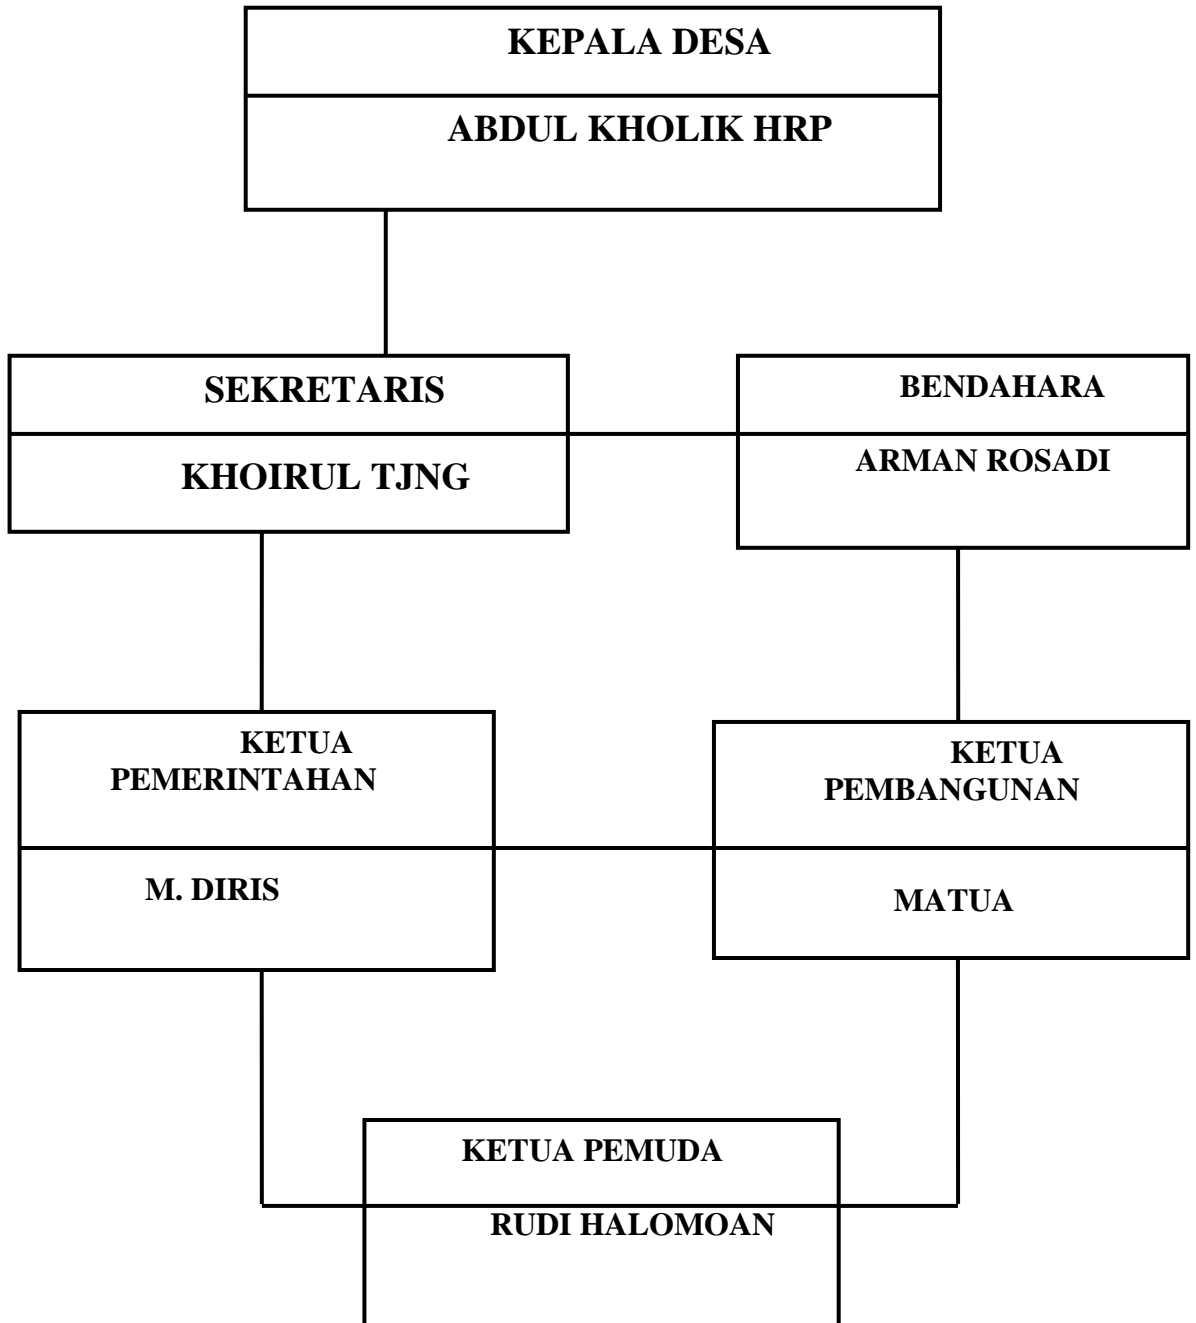 KEPALA DESA
ABDUL KHOLIK HRP
SEKRETARIS
KHOIRUL TJNG
BENDAHARA
ARMAN ROSADI
KETUA
PEMERINTAHAN
M. DIRIS
KETUA
PEMBANGUNAN
MATUA
KETUA PEMUDA
RUDI HALOMOAN